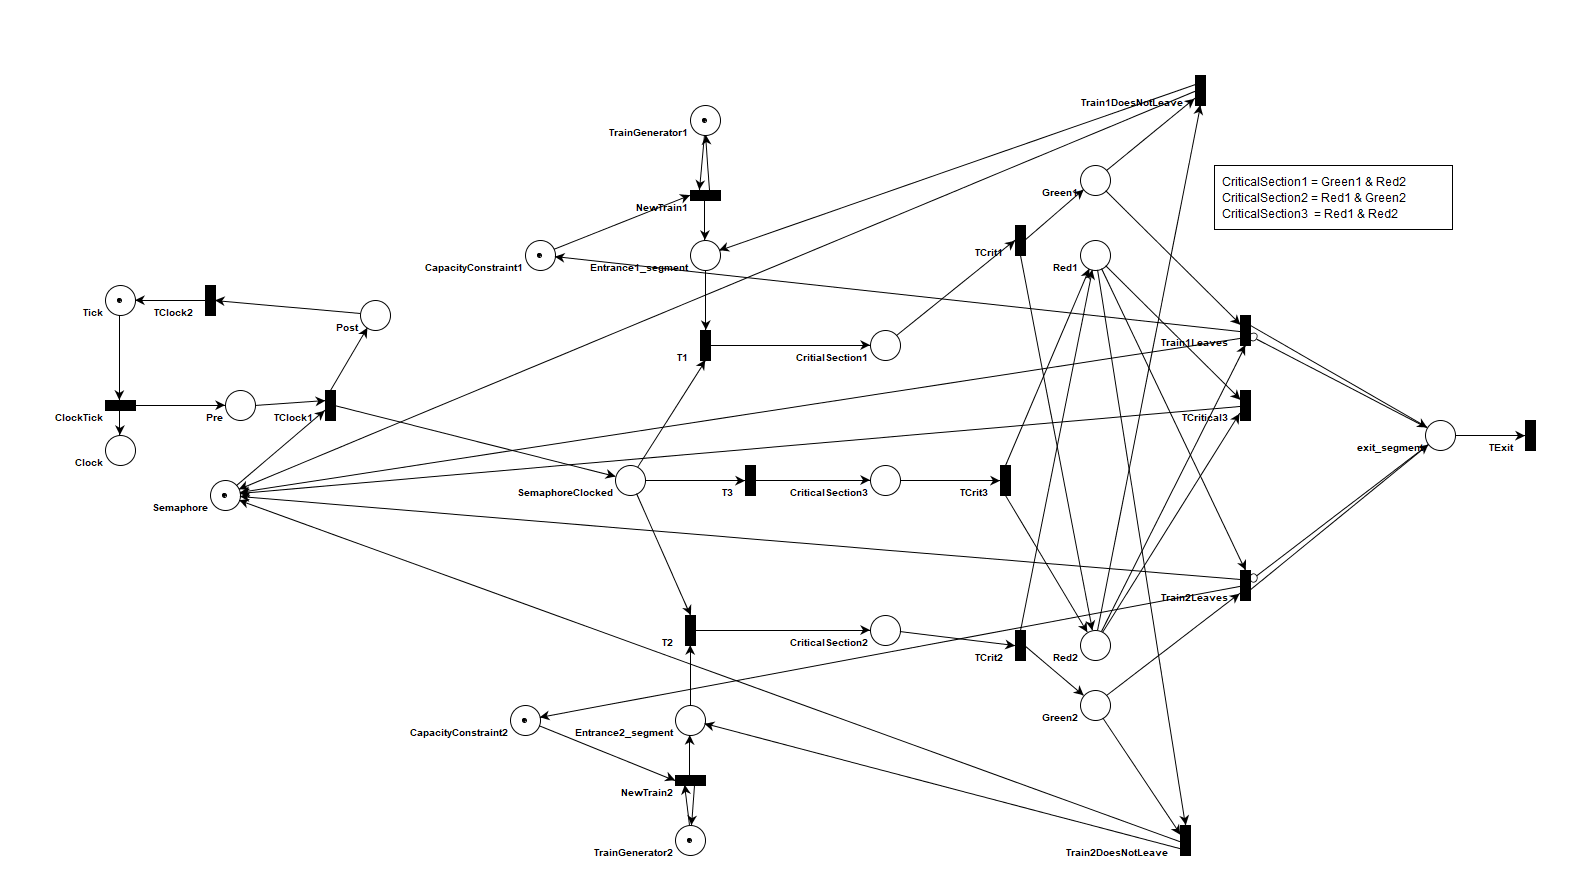 Train1DoesNotLeave
TrainGenerator1
CriticalSection1 = Green1 & Red2
CriticalSection2 = Red1 & Green2
CriticalSection3 = Red1 & Red2
Green1
NewTrain1
TCrit1
CapacityConstraint1
Entrance1_segment
Red1
Tick
TClock2
Post
Train1Leaves
T1
CritialSection1
ClockTick
Pre
TClock1
TCritical3
Clock
exit_segment
TExit
Semaphore
SemaphoreClocked
T3
CriticalSection3
TCrit3
Train2Leaves
T2
CriticalSection2
TCrit2
Red2
Green2
CapacityConstraint2
Entrance2_segment
NewTrain2
TrainGenerator2
Train2DoesNotLeave